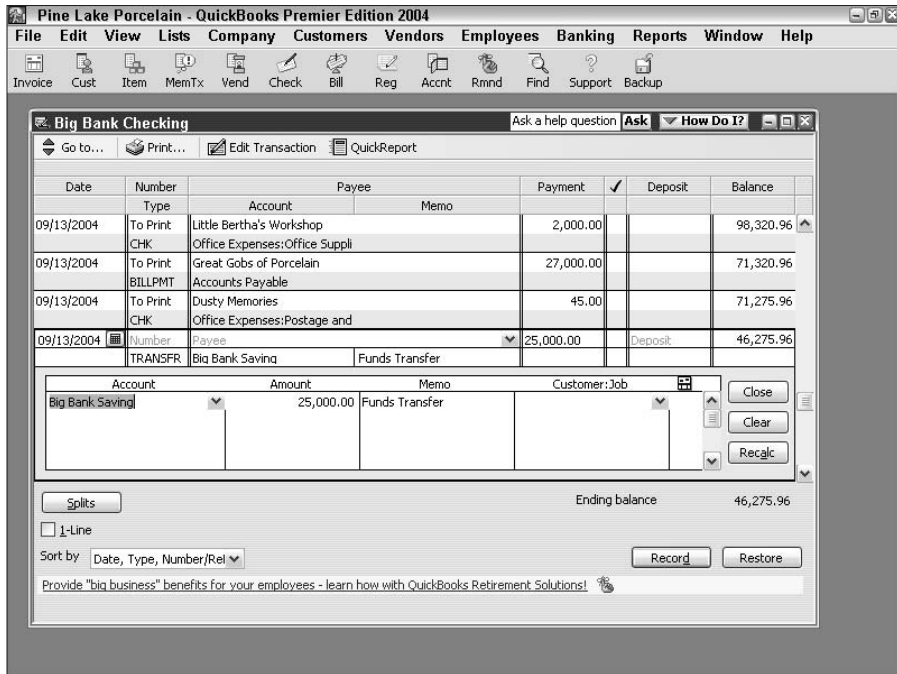 Pine Lake Porcelain - QuickBooks Premier Edition 2004
File Edit View Lists Company Customers Vendors Employees Banking Reports Window Help
Invoice Cust Item MemTx Vend Check Bill Reg Accnt Rmnd Find Support Backup
Big Bank Checking Ask a help question Ask How Do I?
Go to... Print... Edit Transaction QuickReport
Date Number Payee Payment ✓ Deposit Balance
Type Account Memo
09/13/2004 To Print Little Bertha's Workshop 2,000.00 98,320.96
CHK Office Expenses:Office Suppli
09/13/2004 To Print Great Gobs of Porcelain 27,000.00 71,320.96
BILLPMT Accounts Payable
09/13/2004 To Print Dusty Memories 45.00 71,275.96
CHK Office Expenses:Postage and
09/13/2004 Number Payee 25,000.00 Deposit 46,275.96
TRANSFR Big Bank Saving Funds Transfer
Account Amount Memo Customer:Job
Big Bank Saving 25,000.00 Funds Transfer
Close
Clear
Recalc
Splits Ending balance 46,275.96
1-Line
Sort by Date, Type, Number/Rel Record Restore
Provide "big business" benefits for your employees - learn how with QuickBooks Retirement Solutions!